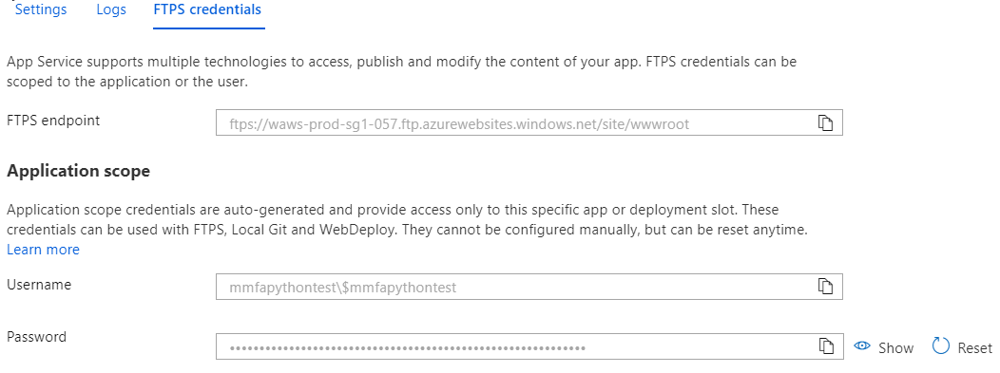 Settings Logs FTPS credentials
App Service supports multiple technologies to access, publish and modify the content of your app. FTPS credentials can be
scoped to the application or the user.
FTPS endpoint ftps://waws-prod-sg1-057.ftp.azurewebsites.windows.net/site/wwwroot
Application scope
Application scope credentials are auto-generated and provide access only to this specific app or deployment slot. These
credentials can be used with FTPS, Local Git and WebDeploy. They cannot be configured manually, but can be reset anytime.
Learn more
Username mmfapythontest\$mmfapythontest
Password Show Reset